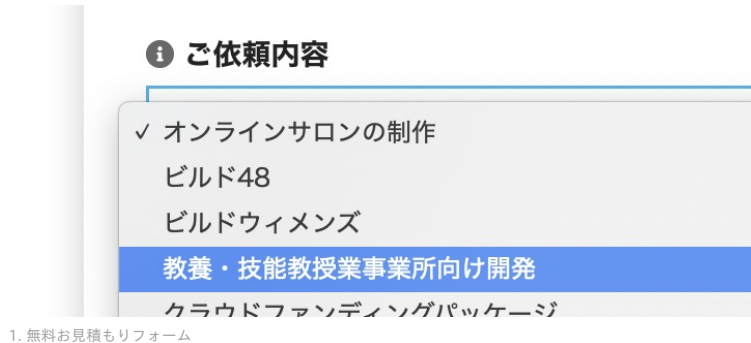 ご依頼内容
✓ オンラインサロンの制作
ビルド48
ビルドウィメンズ
教養・技能教授業事業所向け開発
クラウドファンディングパッケージ
1. 無料お見積もりフォーム